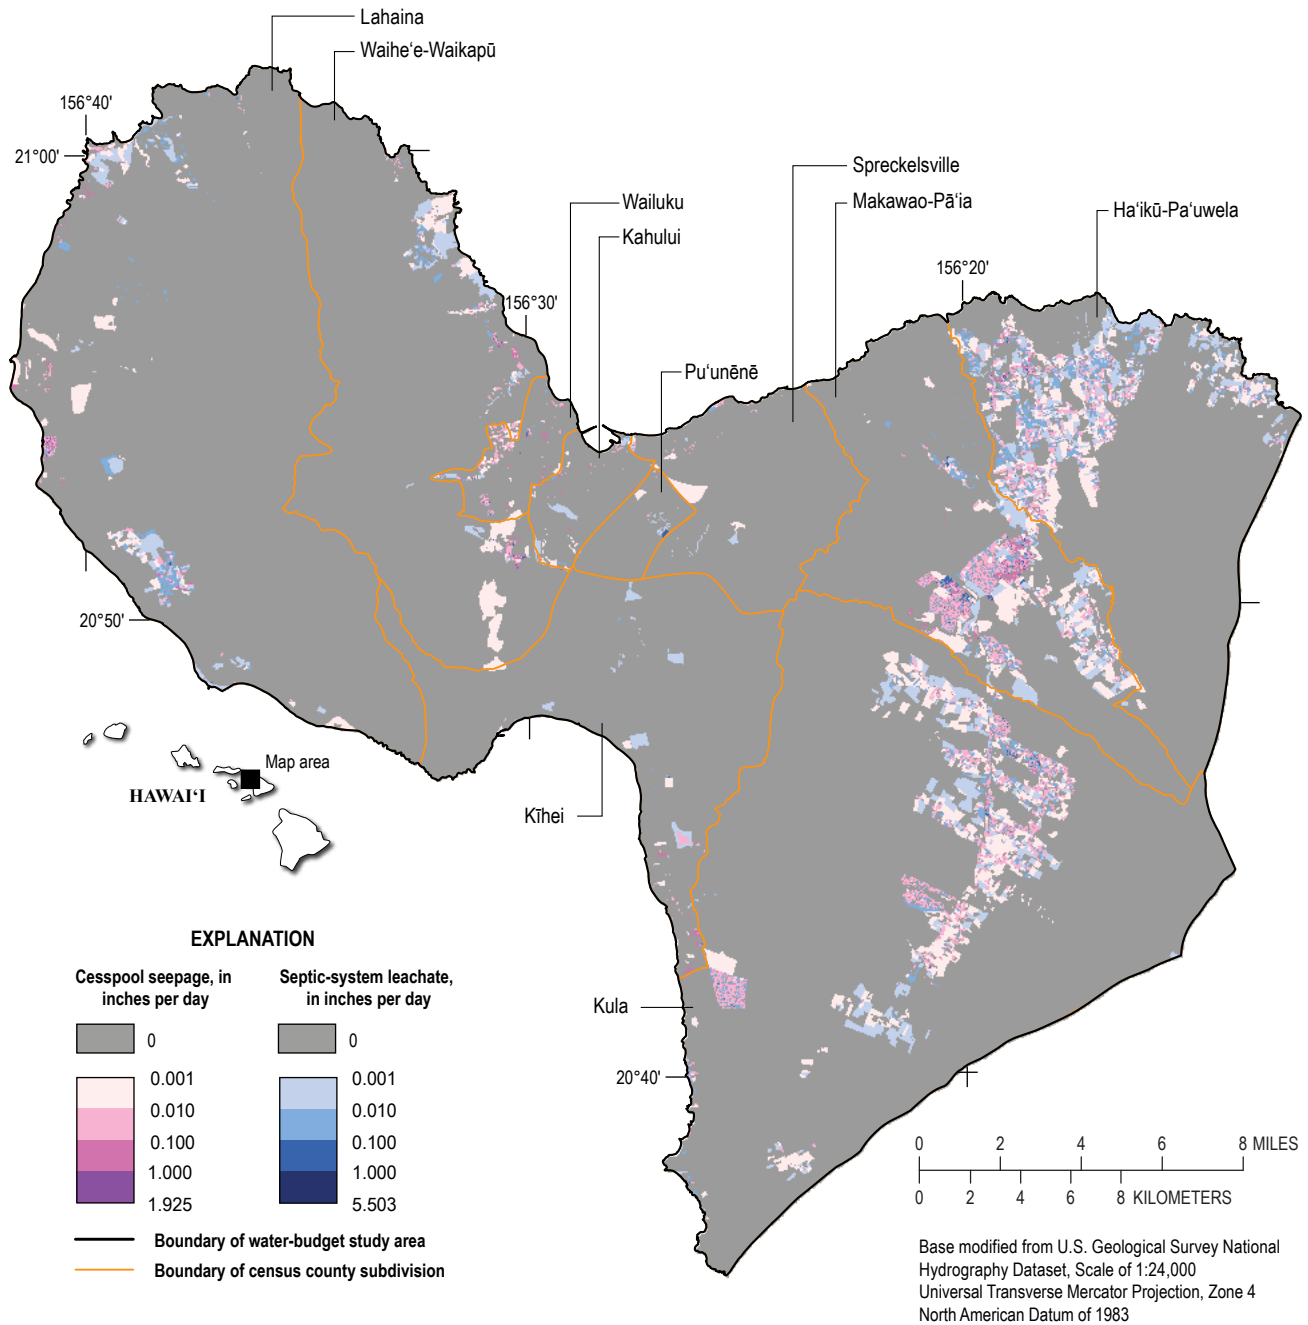 Lahaina
Waiheʻe-Waikapū
156°40'
21°00'
Spreckelsville
Wailuku
Makawao-Pāʻia
Haʻikū-Paʻuwela
Kahului
156°20'
156°30'
Puʻunēnē
20°50'
Map area
HAWAIʻI
Kīhei
EXPLANATION
Cesspool seepage, in
inches per day
Septic-system leachate,
in inches per day
0
0
0.001
0.010
0.100
1.000
1.925
0.001
0.010
0.100
1.000
5.503
Boundary of water-budget study area
Boundary of census county subdivision
Kula
20°40'
0 2 4 6 8 MILES
0 2 4 6 8 KILOMETERS
Base modified from U.S. Geological Survey National
Hydrography Dataset, Scale of 1:24,000
Universal Transverse Mercator Projection, Zone 4
North American Datum of 1983